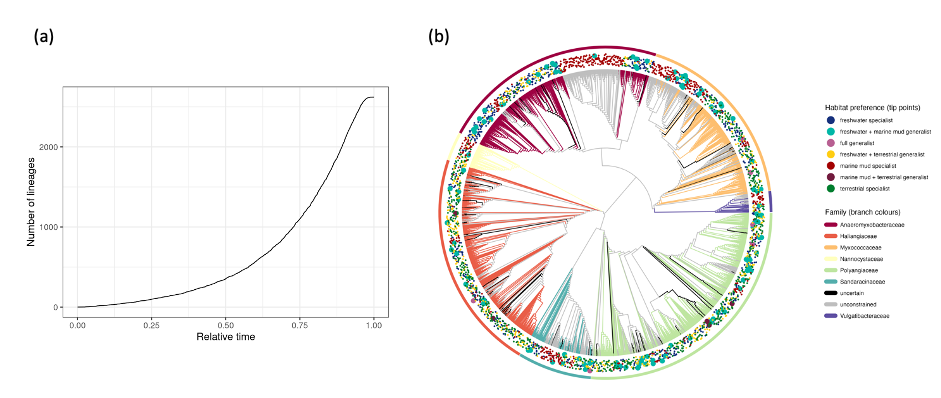 (a)
Number of lineages
2000
1000
0
0.00 0.25 0.50 0.75 1.00
Relative time
(b)
Habitat preference (tip points)
freshwater specialist
freshwater + marine mud generalist
full generalist
freshwater + terrestrial generalist
marine mud specialist
marine mud + terrestrial generalist
terrestrial specialist
Family (branch colours)
Anaeromyxobacteraceae
Haliangiaceae
Myxococcaceae
Nannocystaceae
Polyangiaceae
Sandaracinaceae
uncertain
unconstrained
Vulgatibacteraceae